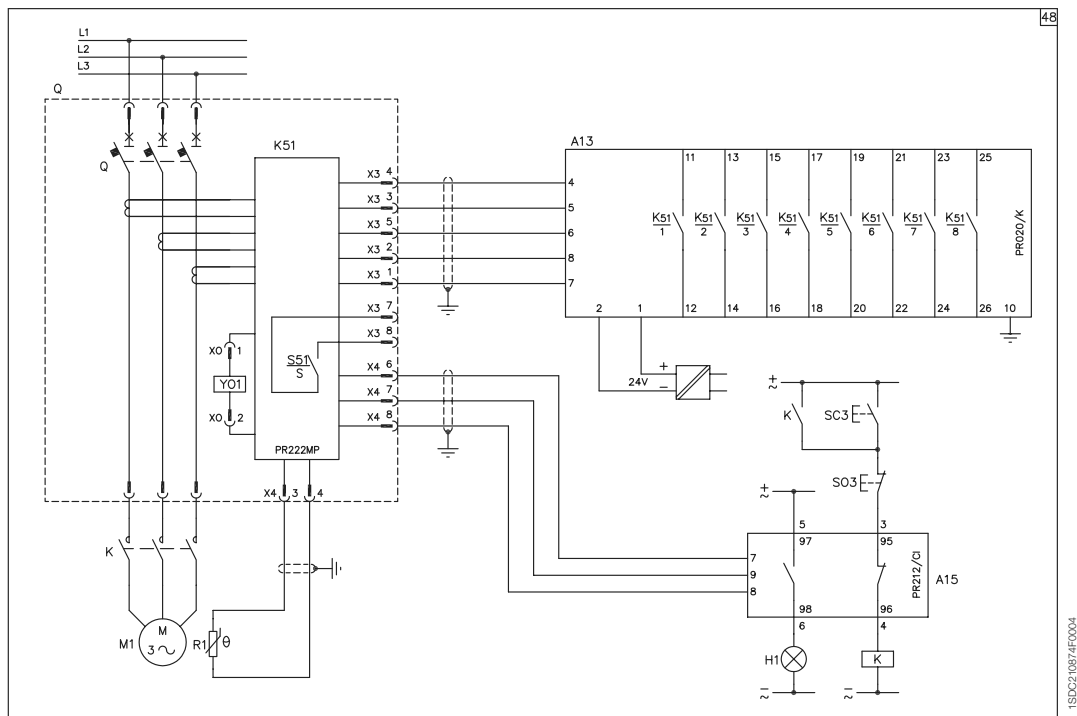 48
L1
L2
L3
Q
Q
K51
X3 4
X3 3
X3 5
X3 2
X3 1
X3 7
X3 8
X4 6
X4 7
X4 8
S51
S
X0 1
Y01
X0 2
PR222MP
X4 3 4
K
M1
M
3
R1
θ
A13
4
5
6
8
7
11 13 15 17 19 21 23 25
K51 K51 K51 K51 K51 K51 K51 K51
1 2 3 4 5 6 7 8
PR020/K
2 1 12 14 16 18 20 22 24 26 10
24V
+
−
K
SC3
SO3
+
~
+
~
5 3
97 95
7
9
8
PR212/CI
A15
98 96
6 4
H1
K
−
~
−
~
1SDC210874F0004